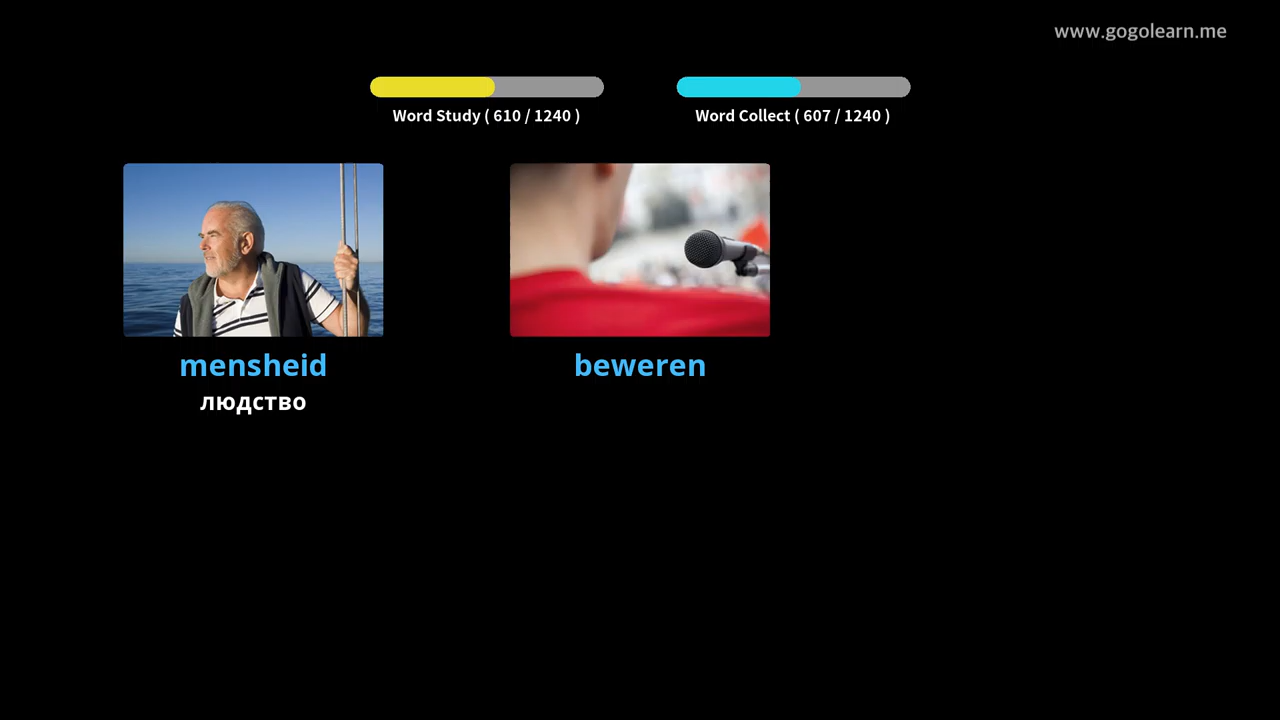 www.gogolearn.me
Word Study ( 610 / 1240 )
Word Collect ( 607 / 1240 )
mensheid
людство
beweren